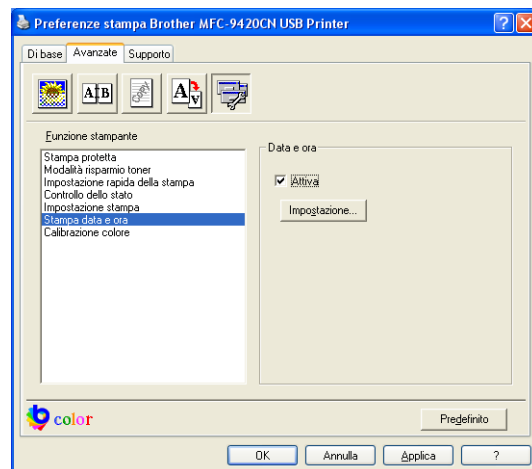 Preferenze stampa Brother MFC-9420CN USB Printer
Di base Avanzate Supporto
Funzione stampante
Stampa protetta
Modalità risparmio toner
Impostazione rapida della stampa
Controllo dello stato
Impostazione stampa
Stampa data e ora
Calibrazione colore
Data e ora
Attiva
Impostazione...
color
Predefinito
OK Annulla Applica ?